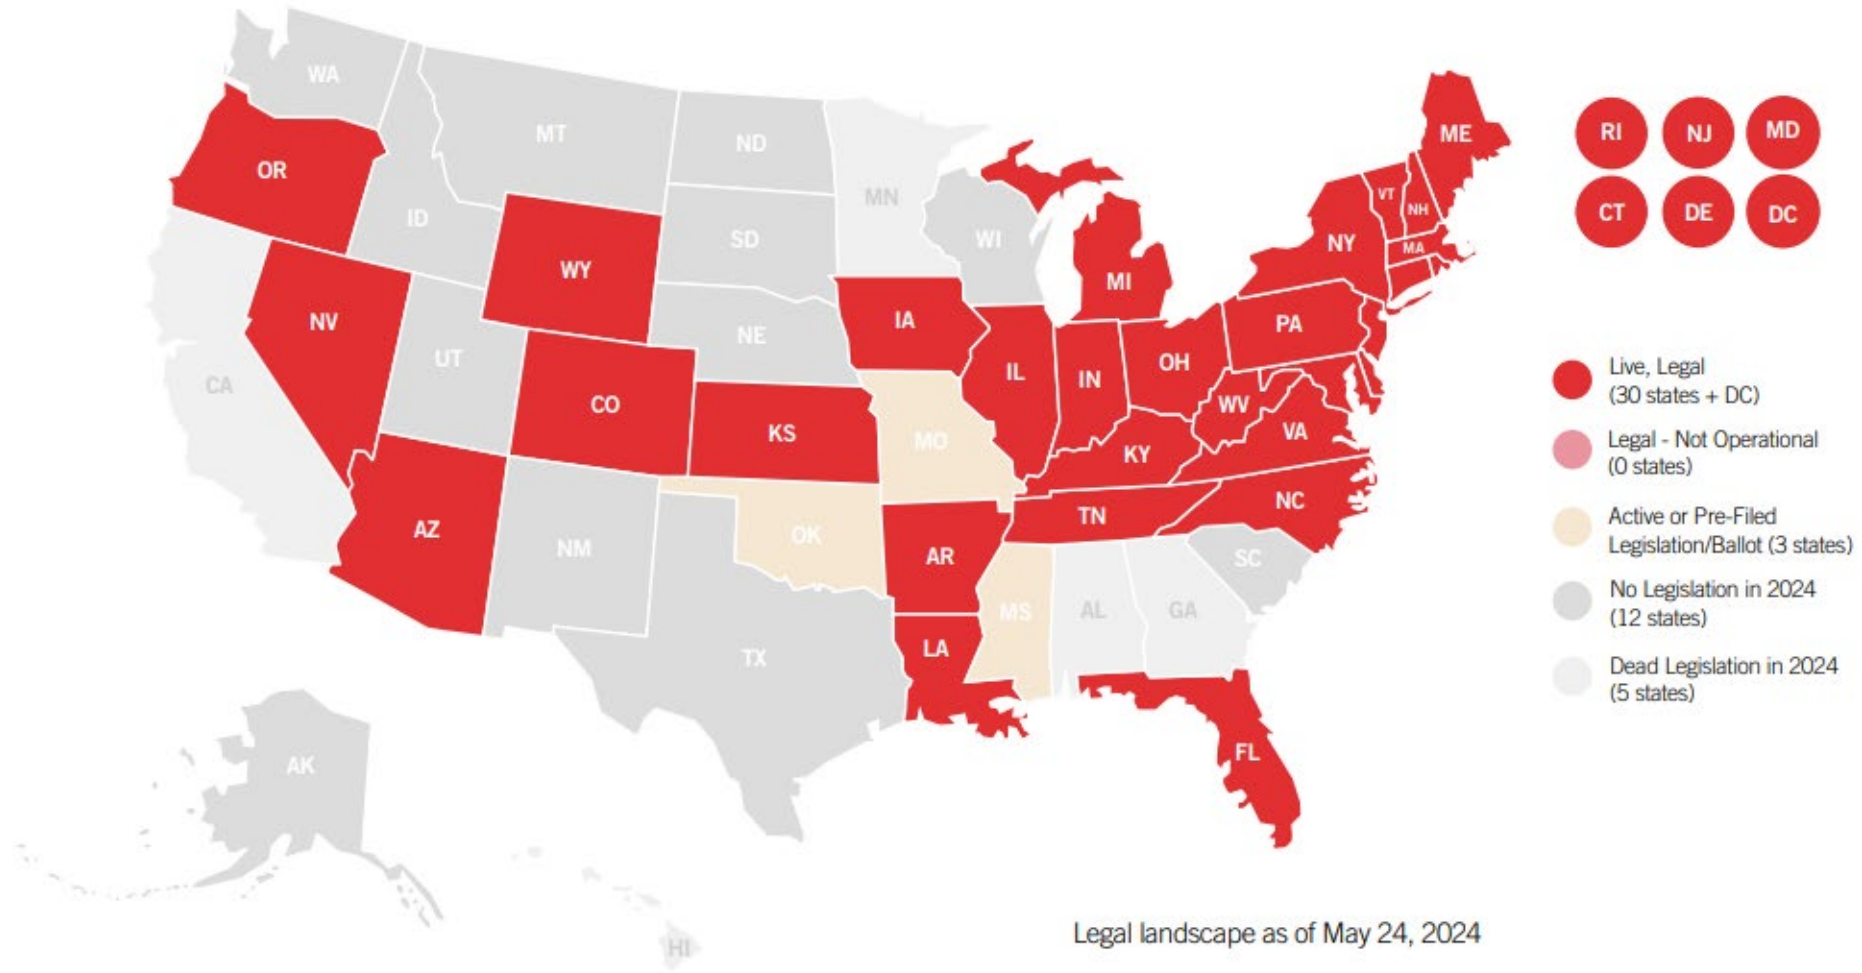 WA
MT
ND
MN
ME
RI
NJ
MD
OR
ID
SD
WI
VT
NH
NY
MA
CT
DE
DC
WY
MI
NV
IA
PA
NE
UT
CA
CO
IL
IN
OH
WV
KS
MO
KY
VA
AZ
NM
OK
AR
TN
NC
SC
MS
AL
GA
TX
LA
FL
AK
HI
Live, Legal
(30 states + DC)
Legal - Not Operational
(0 states)
Active or Pre-Filed
Legislation/Ballot (3 states)
No Legislation in 2024
(12 states)
Dead Legislation in 2024
(5 states)
Legal landscape as of May 24, 2024